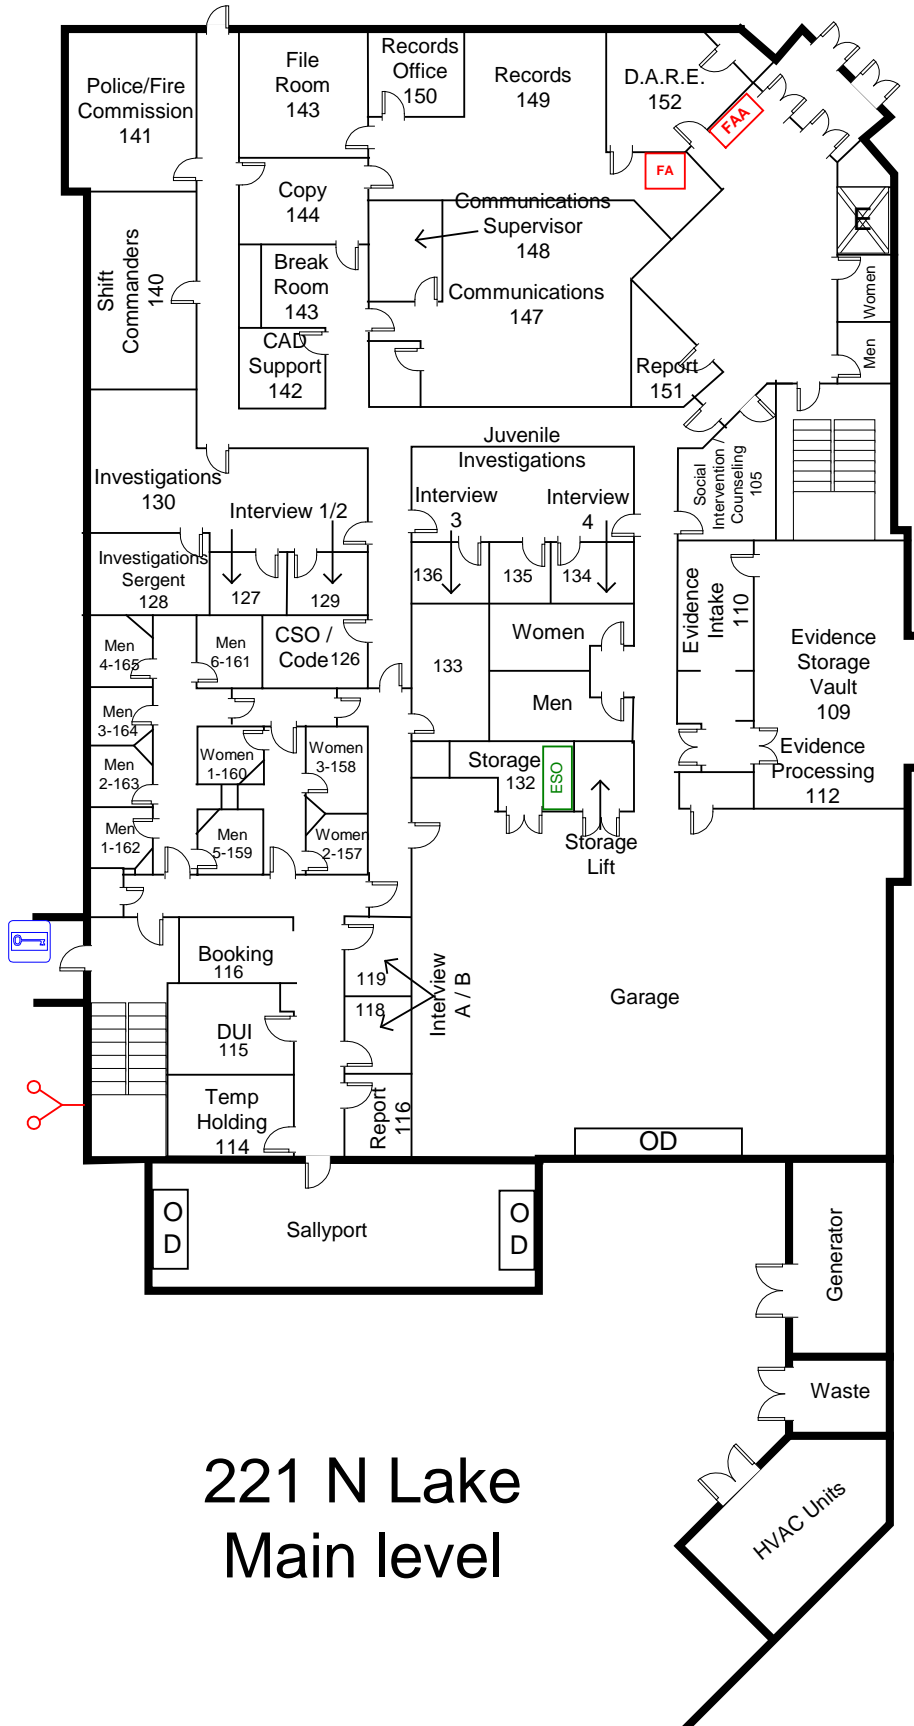 Police/Fire
Commission
141
File
Room
143
Records
Office
150
Records
149
D.A.R.E.
152
FAA
FA
Copy
144
Communications
Supervisor
148
E
Shift
Commanders
140
Break
Room
143
Communications
147
Women
CAD
Support
142
Report
151
Men
Juvenile
Investigations
Investigations
130
Interview 1/2
Interview
3
Interview
4
Social
Intervention /
Counseling
105
Investigations
Sergent
128
127
129
136
135
134
Evidence
Intake
110
Men
4-165
Men
6-161
CSO /
Code 126
133
Women
Evidence
Storage
Vault
109
Men
3-164
Men
Women
1-160
Women
3-158
Men
2-163
Storage
132
ESO
Evidence
Processing
112
Men
1-162
Men
5-159
Women
2-157
Storage
Lift
Booking
116
119
Interview
A / B
Garage
118
DUI
115
Temp
Holding
114
Report
116
OD
O
D
Sallyport
O
D
Generator
Waste
HVAC Units
221 N Lake
Main level